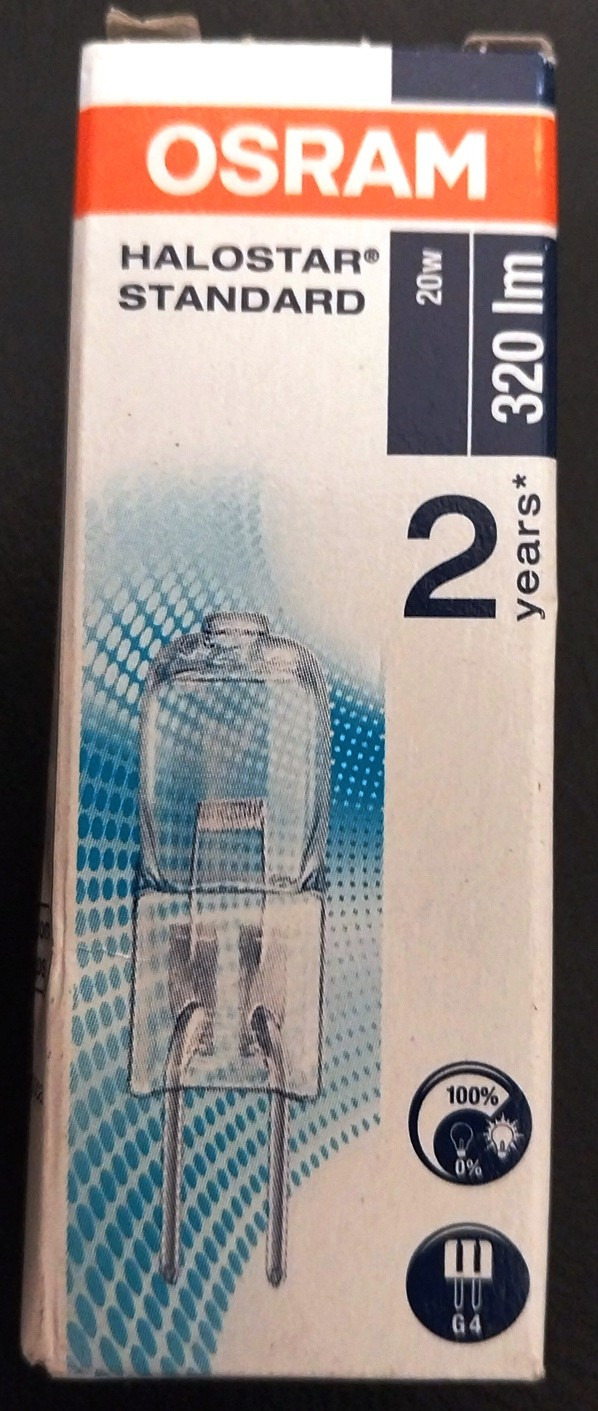 OSRAM
HALOSTAR®
STANDARD
20w
320 lm
2
years*
100%
0%
G4